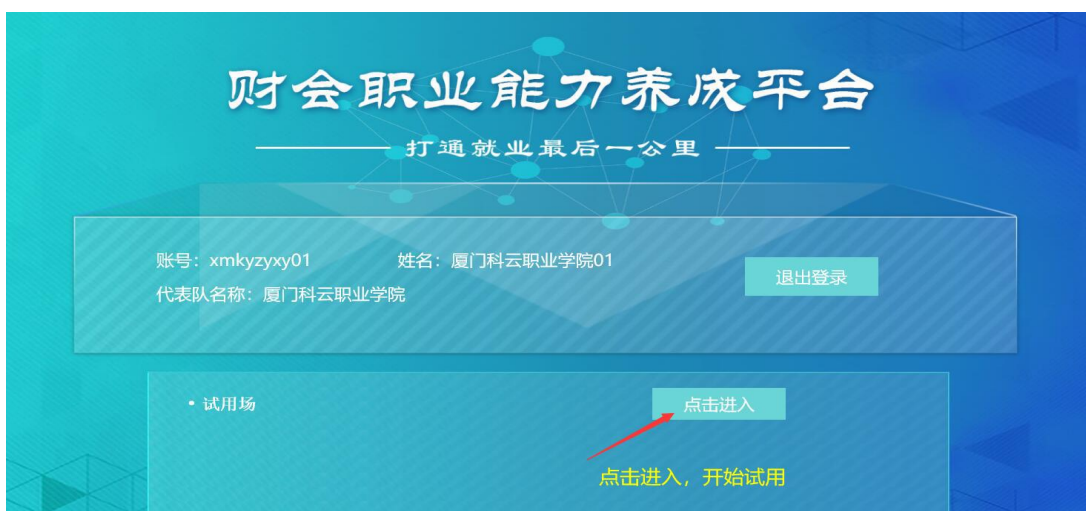 财会职业能力养成平台
打通就业最后一公里
账号：xmkyzyxy01 姓名：厦门科云职业学院01
退出登录
代表队名称：厦门科云职业学院
• 试用场 点击进入
点击进入，开始试用